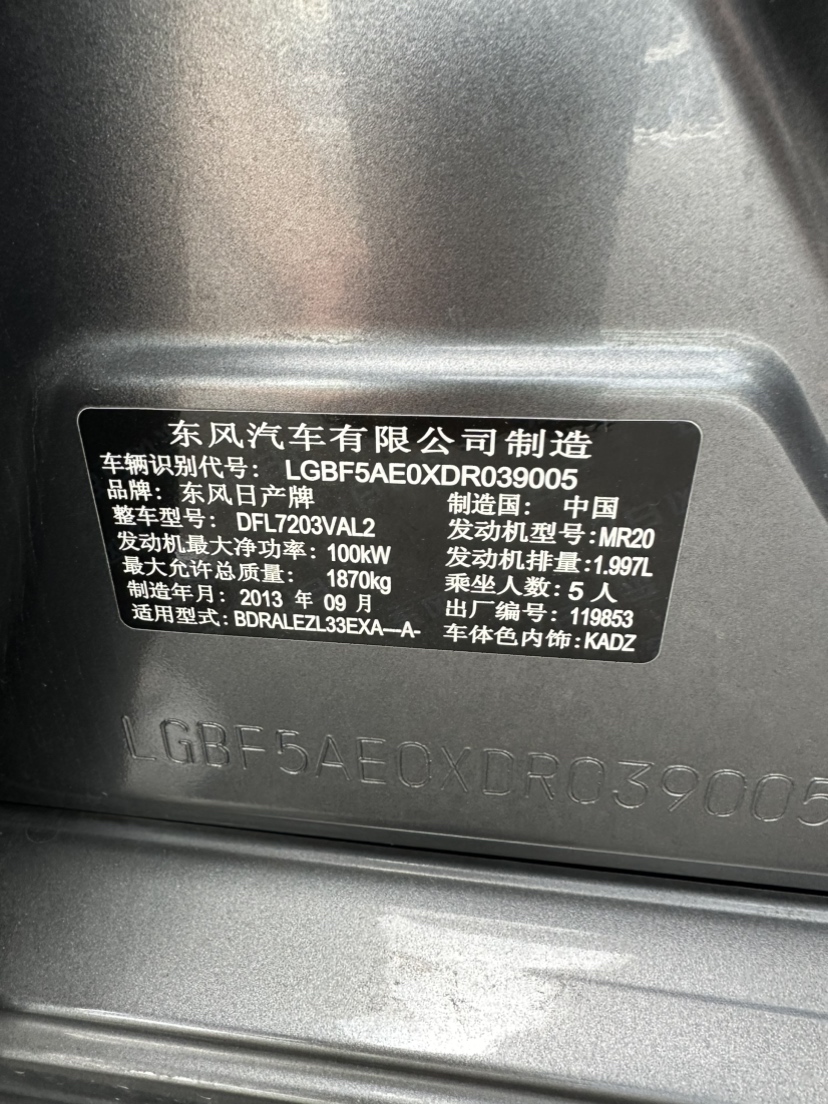 东风汽车有限公司制造
车辆识别代号: LGBF5AE0XDR039005
品牌: 东风日产牌 制造国: 中国
整车型号: DFL7203VAL2 发动机型号:MR20
发动机最大净功率: 100kW 发动机排量:1.997L
最大允许总质量: 1870kg 乘坐人数: 5 人
制造年月: 2013 年 09 月 出厂编号: 119853
适用型式: BDRALEZL33EXA—A- 车体色内饰:KADZ
LGBF5AE0XDR039005